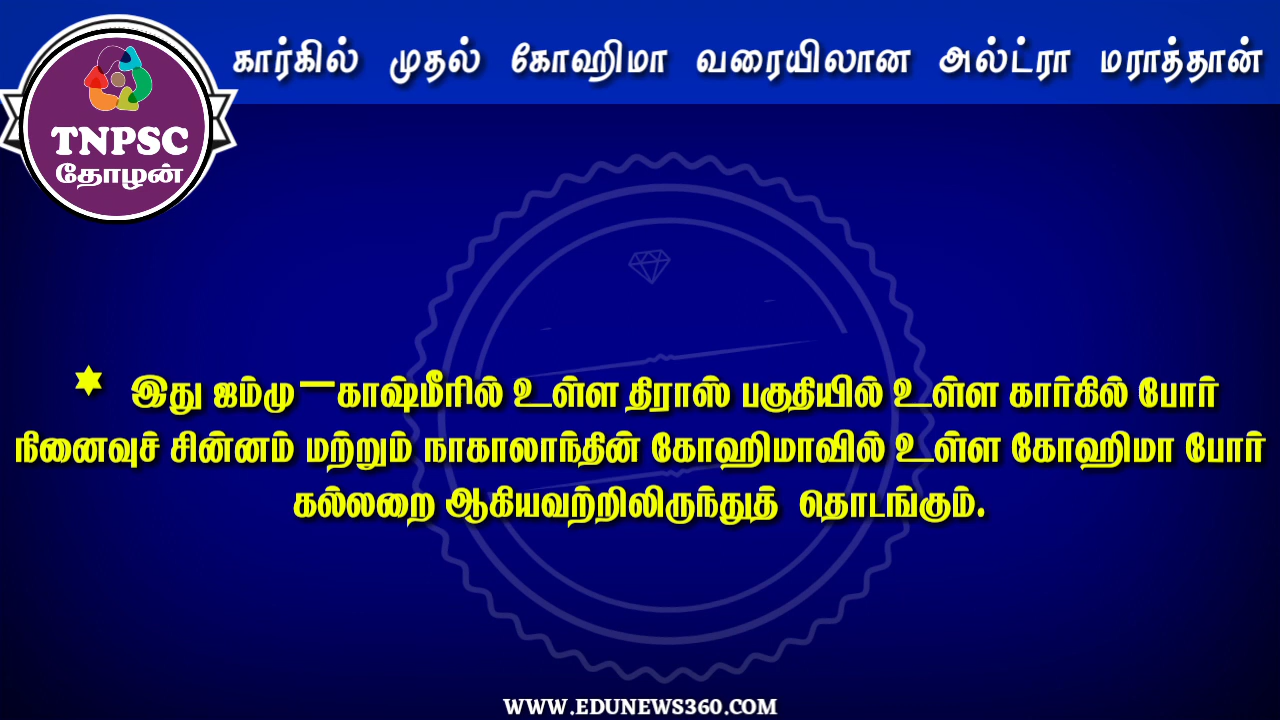 கார்கில் முதல் கோஹிமா வரையிலான அல்ட்ரா மராத்தான்
TNPSC
தோழன்
* இது ஜம்மு-காஷ்மீரில் உள்ள திராஸ் பகுதியில் உள்ள கார்கில் போர்
நினைவுச் சின்னம் மற்றும் நாகாலாந்தின் கோஹிமாவில் உள்ள கோஹிமா போர்
கல்லறை ஆகியவற்றிலிருந்துத் தொடங்கும்.
WWW.EDUNEWS360.COM